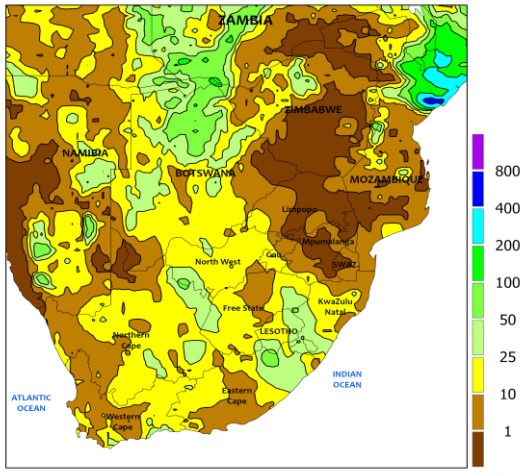 ZAMBIA
ZIMBABWE
NAMIBIA
BOTSWANA
MOZAMBIQUE
Limpopo
Mpumalanga
North West
Gau
SWAZ.
Free State
KwaZulu
Natal
LESOTHO
Northern
Cape
Eastern
Cape
Western
Cape
ATLANTIC
OCEAN
INDIAN
OCEAN
800
400
200
100
50
25
10
1